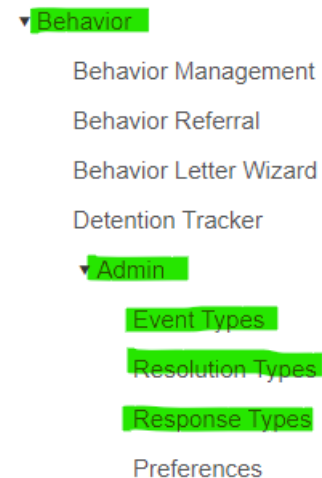 Behavior
Behavior Management
Behavior Referral
Behavior Letter Wizard
Detention Tracker
Admin
Event Types
Resolution Types
Response Types
Preferences